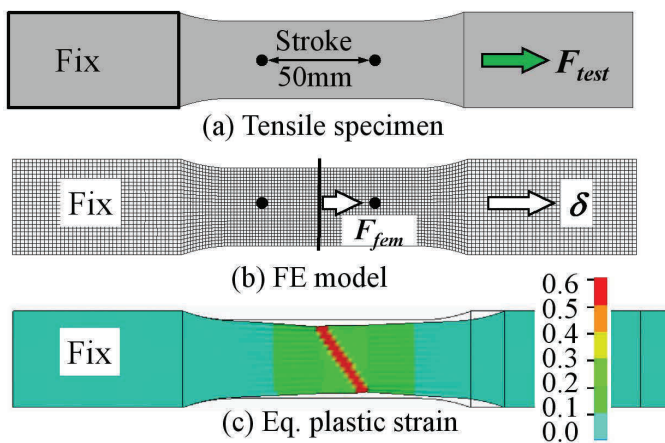 Fix
Stroke
50mm
F_test
(a) Tensile specimen
Fix
F_fem
δ
(b) FE model
Fix
0.6
0.5
0.4
0.3
0.2
0.1
0.0
(c) Eq. plastic strain